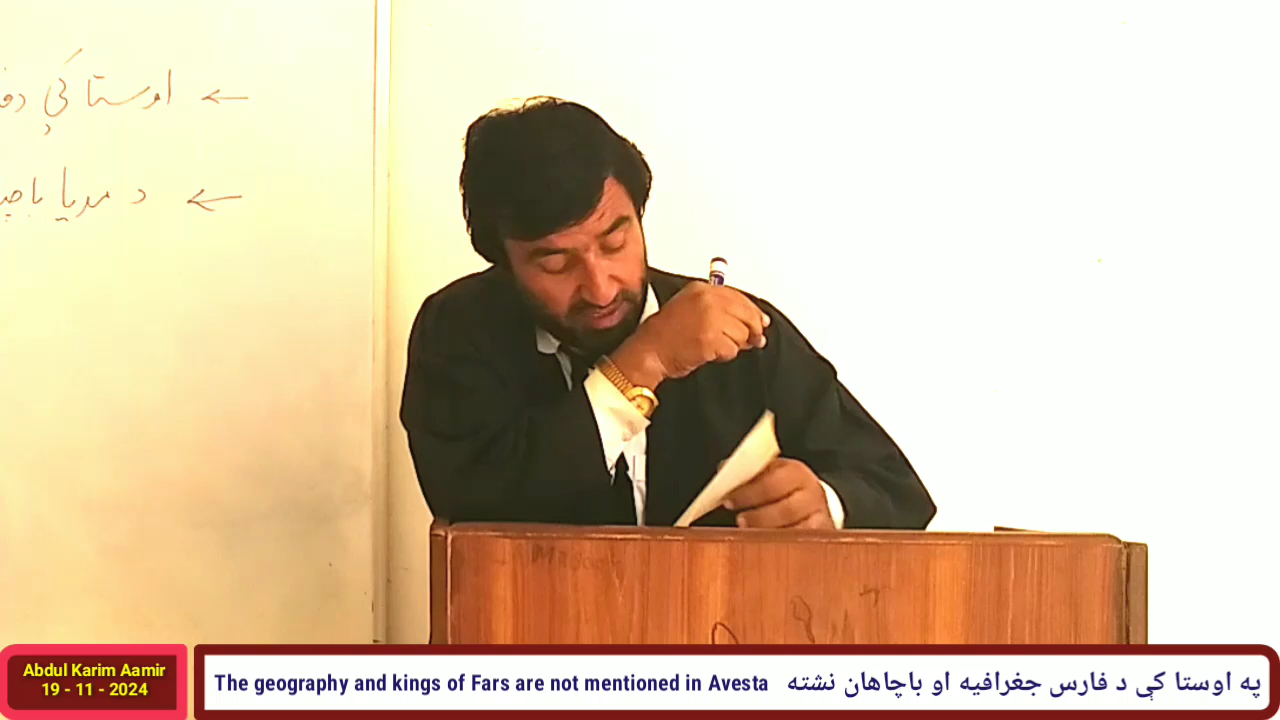 ← اوستا کې
← د مدیا
Abdul Karim Aamir
19 - 11 - 2024
The geography and kings of Fars are not mentioned in Avesta په اوستا کې د فارس جغرافیه او باچاهان نشته